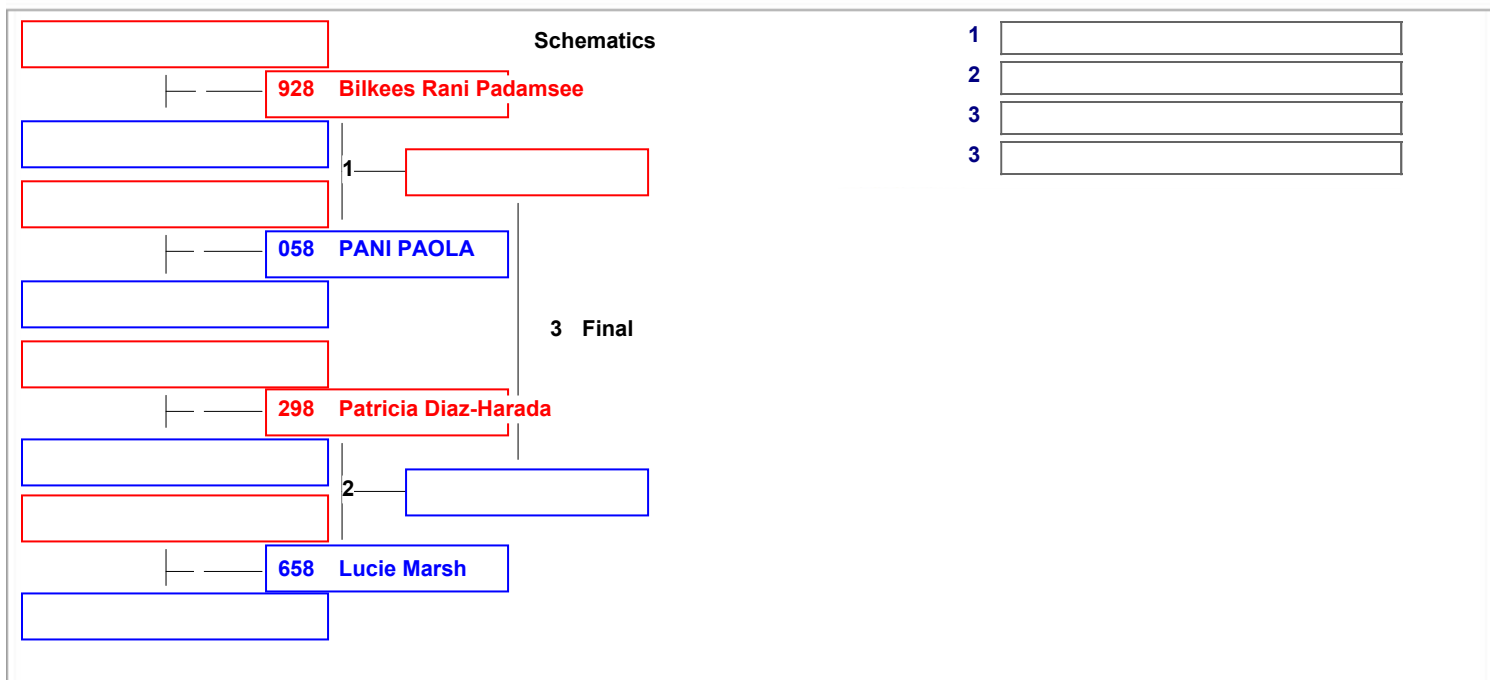 Schematics
1
2
3
3
928 Bilkees Rani Padamsee
1
058 PANI PAOLA
3 Final
298 Patricia Diaz-Harada
2
658 Lucie Marsh